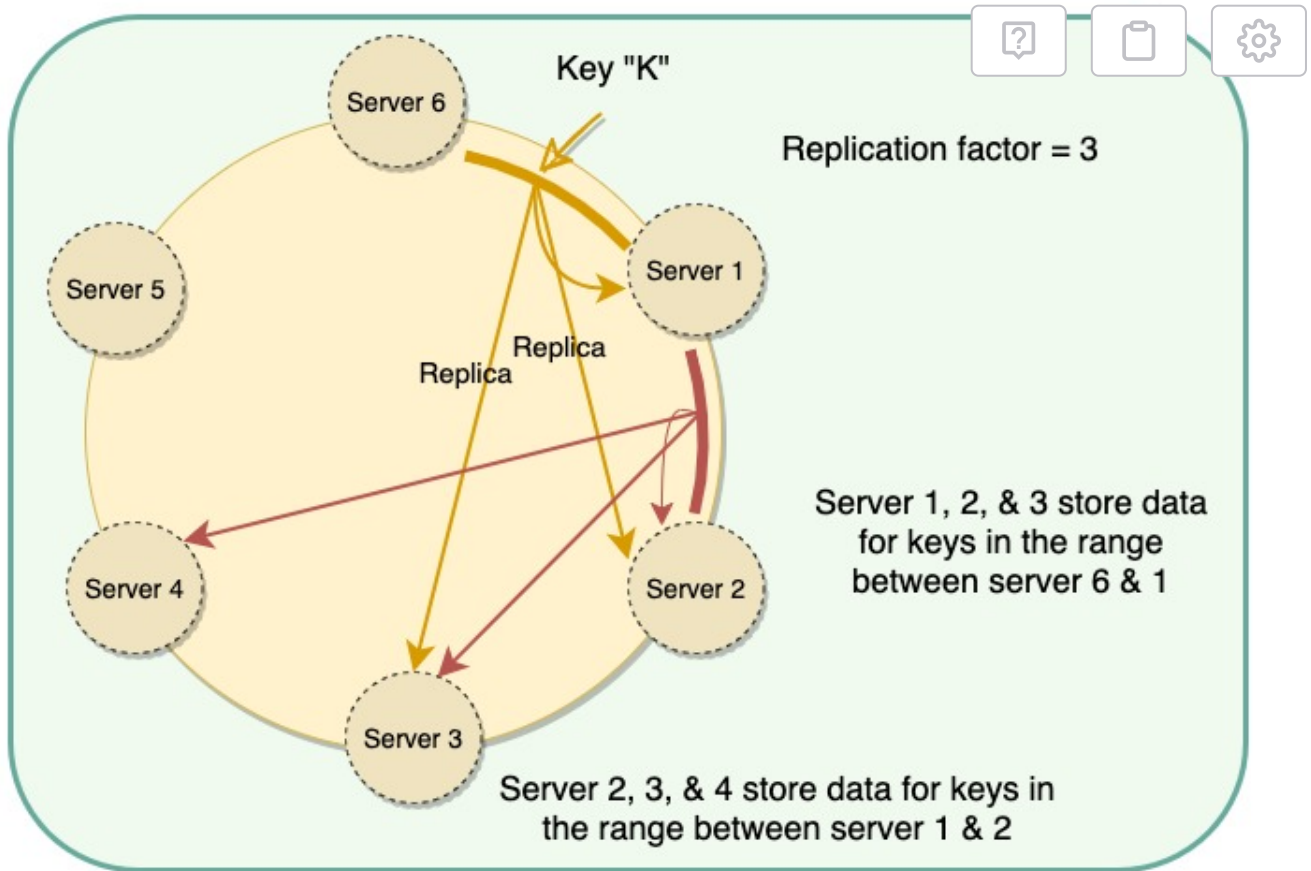 Server 6
Key "K"
Replication factor = 3
Server 1
Server 5
Replica
Replica
Server 1, 2, & 3 store data
for keys in the range
between server 6 & 1
Server 4
Server 2
Server 3
Server 2, 3, & 4 store data for keys in
the range between server 1 & 2